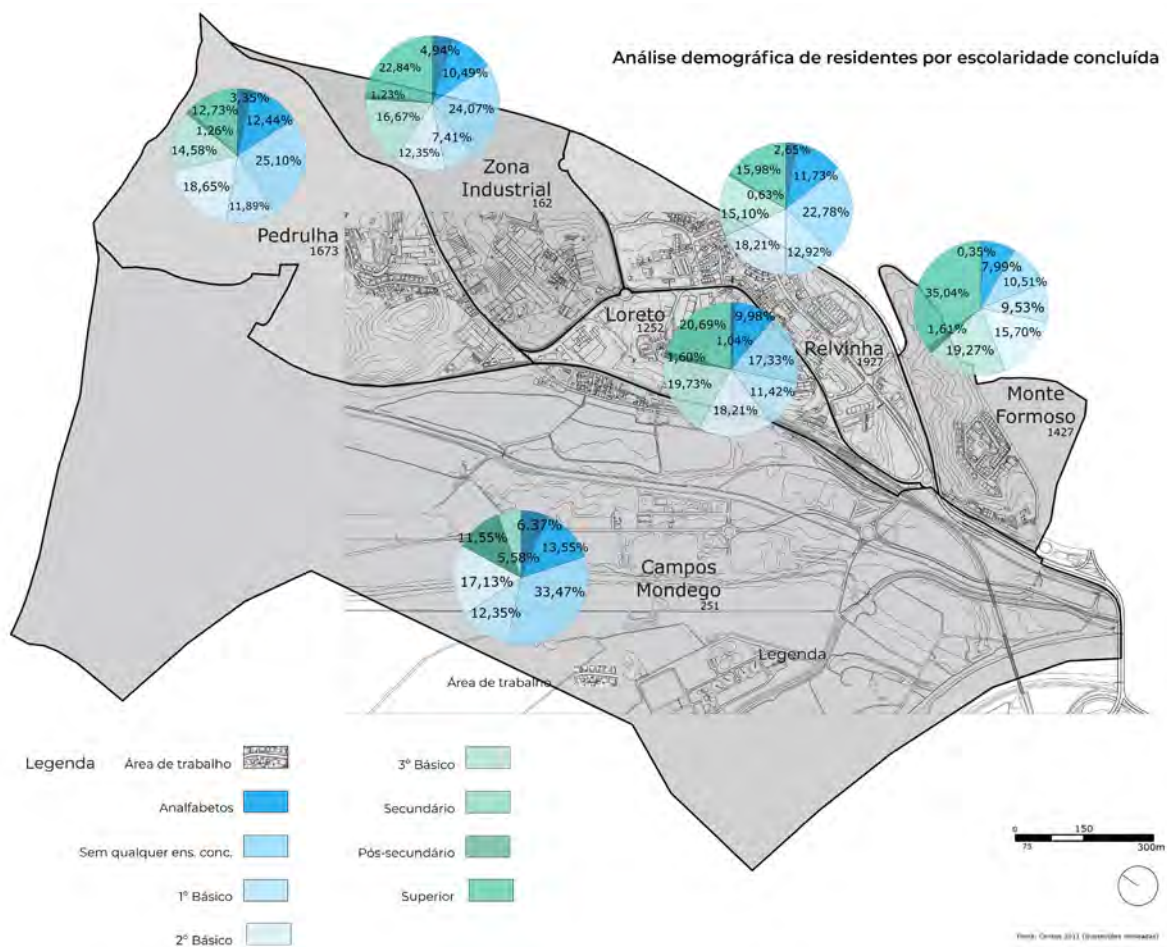 Análise demográfica de residentes por escolaridade concluída
4,94%
10,49%
24,07%
7,41%
12,35%
16,67%
1,23%
22,84%
3,35%
12,44%
25,10%
11,89%
18,65%
14,58%
1,26%
12,73%
Zona
Industrial
162
Pedrulha
1673
2,65%
11,73%
22,78%
12,92%
18,21%
15,10%
0,63%
15,98%
0,35%
7,99%
10,51%
9,53%
15,70%
19,27%
1,61%
35,04%
Loreto
1252
9,98%
1,04%
17,33%
11,42%
18,21%
19,73%
1,60%
20,69%
Relvinha
1927
Monte
Formoso
1427
6.37%
13,55%
33,47%
12,35%
17,13%
11,55%
5,58%
Campos
Mondego
251
Legenda
Área de trabalho
Legenda
Área de trabalho
Analfabetos
Sem qualquer ens. conc.
1º Básico
2º Básico
3º Básico
Secundário
Pós-secundário
Superior
0
150
75
300m